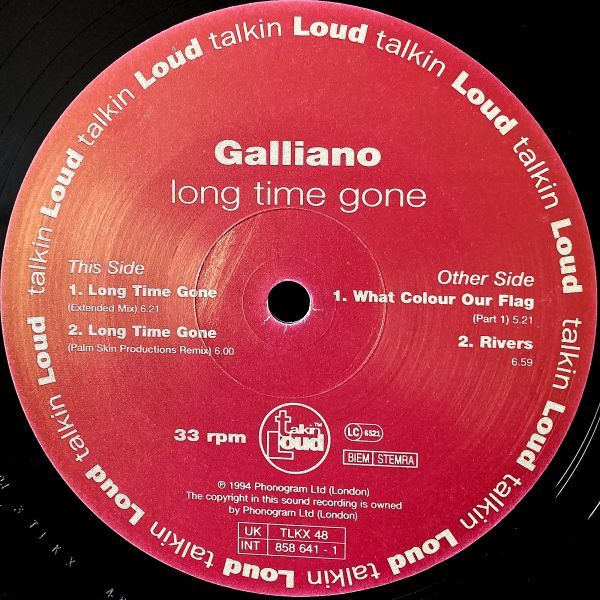 talkin Loud talkin Loud talkin Loud talkin Loud talkin Loud talkin Loud talkin Loud talkin Loud talkin Loud
Galliano
long time gone
This Side
1. Long Time Gone
(Extended Mix) 6.21
2. Long Time Gone
(Palm Skin Productions Remix) 6.00
Other Side
1. What Colour Our Flag
(Part 1) 5.21
2. Rivers
6.59
33 rpm
talkin Loud™
LC 6521
BIEM STEMRA
℗ 1994 Phonogram Ltd (London)
The copyright in this sound recording is owned
by Phonogram Ltd (London)
UK TLKX 48
INT 858 641 - 1